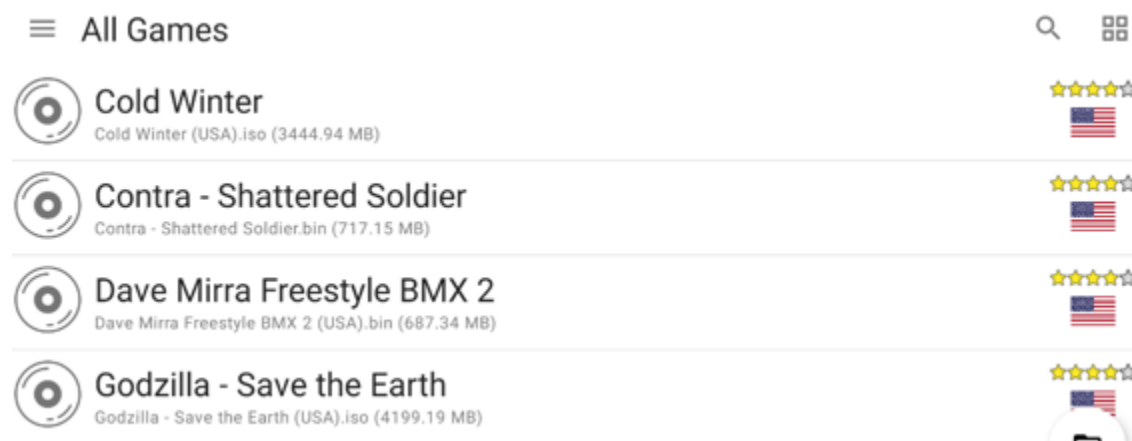 All Games
Cold Winter
Cold Winter (USA).iso (3444.94 MB)
Contra - Shattered Soldier
Contra - Shattered Soldier.bin (717.15 MB)
Dave Mirra Freestyle BMX 2
Dave Mirra Freestyle BMX 2 (USA).bin (687.34 MB)
Godzilla - Save the Earth
Godzilla - Save the Earth (USA).iso (4199.19 MB)